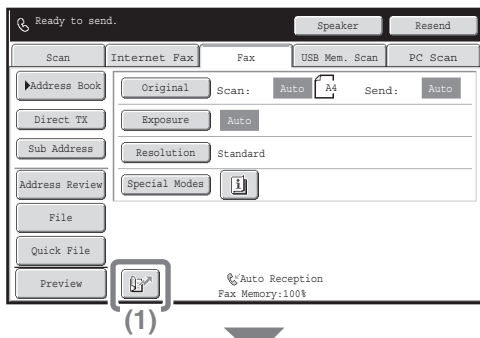 Ready to send.
Speaker
Resend
Scan
Internet Fax
Fax
USB Mem. Scan
PC Scan
Address Book
Original
Scan:
Auto
A4
Send:
Auto
Direct TX
Exposure
Auto
Sub Address
Resolution
Standard
Address Review
Special Modes
File
Quick File
Preview
Auto Reception
Fax Memory:100%
(1)